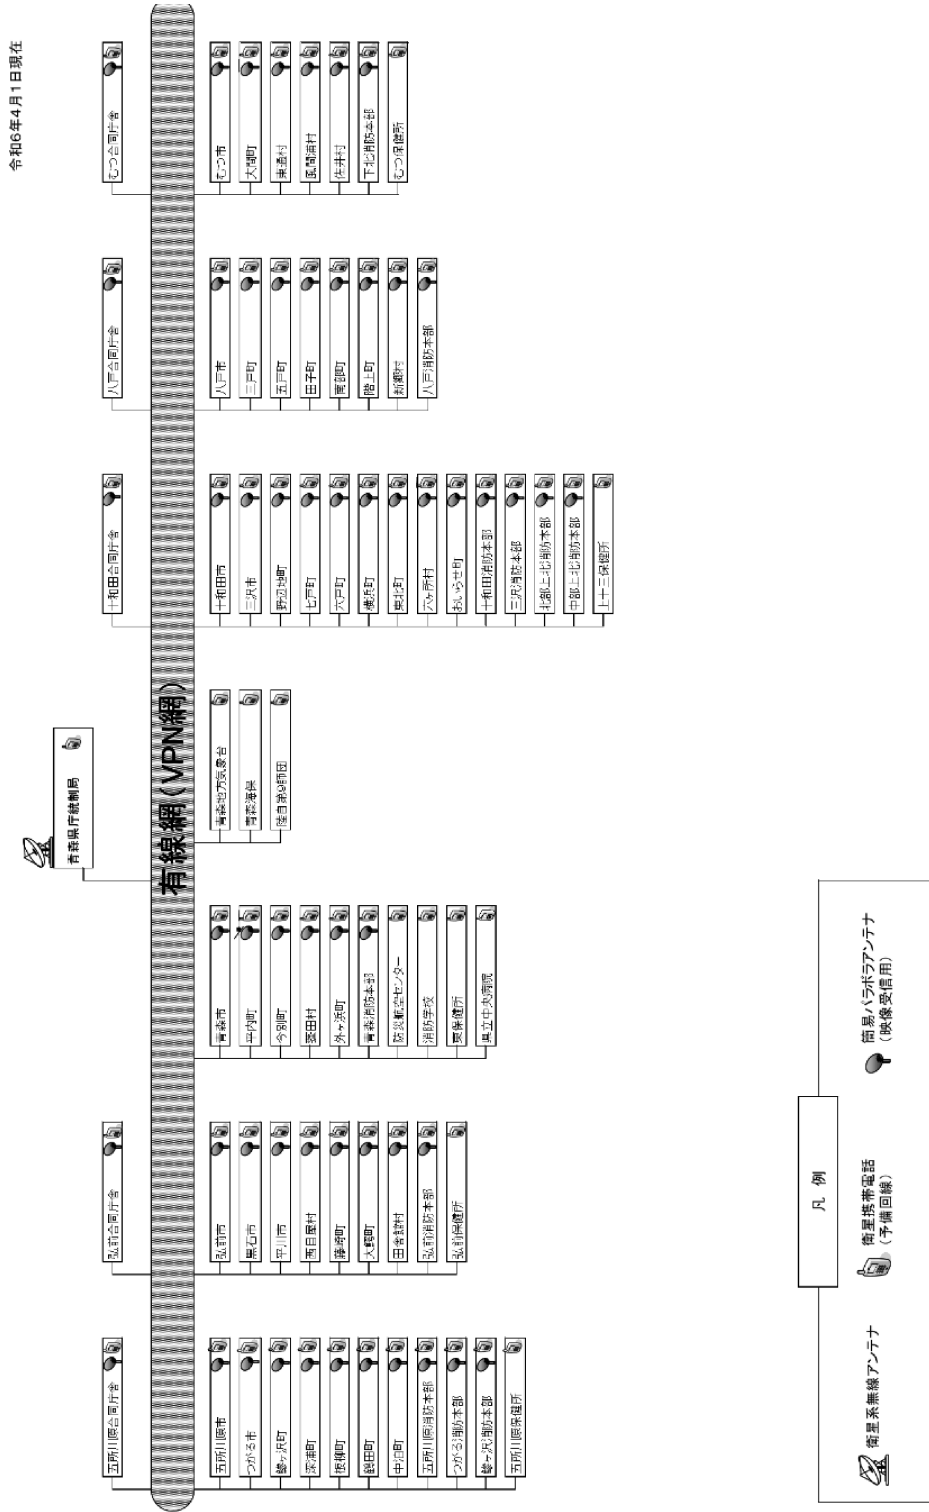 令和6年4月1日現在
青森県庁統制局
有線網(VPN網)
五所川原合同庁舎
弘前合同庁舎
十和田合同庁舎
八戸合同庁舎
むつ合同庁舎
五所川原市
つがる市
鰺ヶ沢町
深浦町
板柳町
鶴田町
中泊町
五所川原消防本部
つがる消防本部
鰺ヶ沢消防本部
五所川原保健所
弘前市
黒石市
平川市
西目屋村
藤崎町
大鰐町
田舎館村
弘前消防本部
弘前保健所
青森市
平内町
今別町
蓬田村
外ヶ浜町
青森消防本部
防災航空センター
消防学校
東保健所
県立中央病院
青森地方気象台
青森海保
陸自第9師団
十和田市
三沢市
野辺地町
七戸町
六戸町
横浜町
東北町
六ヶ所村
おいらせ町
十和田消防本部
三沢消防本部
北部上北消防本部
中部上北消防本部
上十三保健所
八戸市
三戸町
五戸町
田子町
南部町
階上町
新郷村
八戸消防本部
むつ市
大間町
東通村
風間浦村
佐井村
下北消防本部
むつ保健所
凡 例
衛星系無線アンテナ
衛星携帯電話
(予備回線)
簡易パラボラアンテナ
(映像受信用)